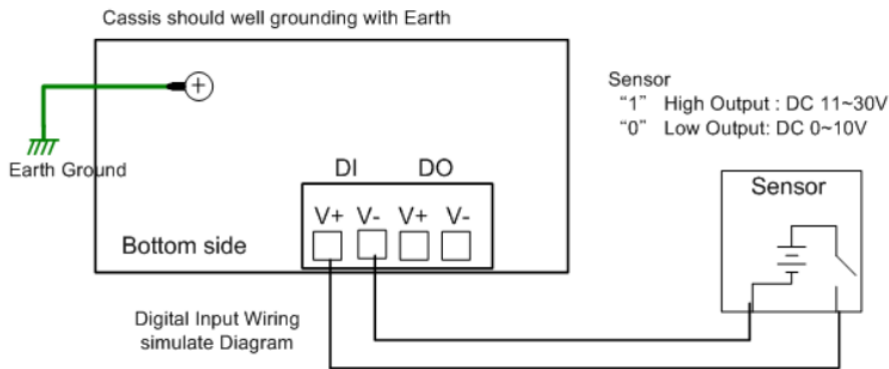 Cassis should well grounding with Earth
Sensor
“1” High Output : DC 11~30V
“0” Low Output: DC 0~10V
Earth Ground
DI DO
Sensor
V+ V- V+ V-
Bottom side
Digital Input Wiring
simulate Diagram